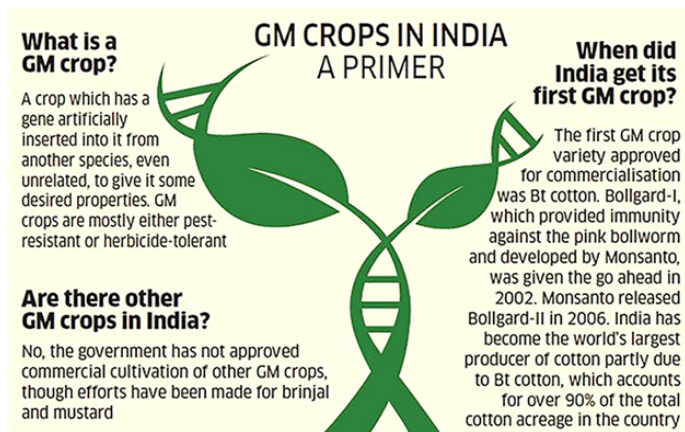 GM CROPS IN INDIA
A PRIMER
What is a
GM crop?
A crop which has a
gene artificially
inserted into it from
another species, even
unrelated, to give it some
desired properties. GM
crops are mostly either pest-
resistant or herbicide-tolerant
Are there other
GM crops in India?
No, the government has not approved
commercial cultivation of other GM crops,
though efforts have been made for brinjal
and mustard
When did
India get its
first GM crop?
The first GM crop
variety approved
for commercialisation
was Bt cotton. Bollgard-I,
which provided immunity
against the pink bollworm
and developed by Monsanto,
was given the go ahead in
2002. Monsanto released
Bollgard-II in 2006. India has
become the world's largest
producer of cotton partly due
to Bt cotton, which accounts
for over 90% of the total
cotton acreage in the country